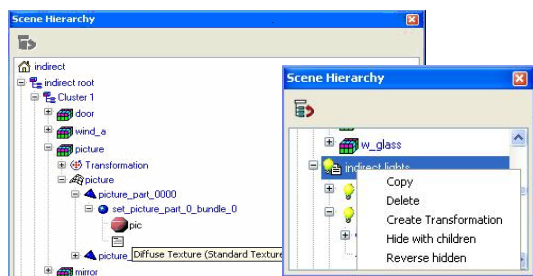 Scene Hierarchy
indirect
indirect root
Cluster 1
door
wind_a
picture
Transformation
picture
picture_part_0000
set_picture_part_0_bundle_0
pic
picture_
Diffuse Texture (Standard Texture
mirror
Scene Hierarchy
w_glass
indirect lights
Copy
Delete
Create Transformation
Hide with children
Reverse hidden